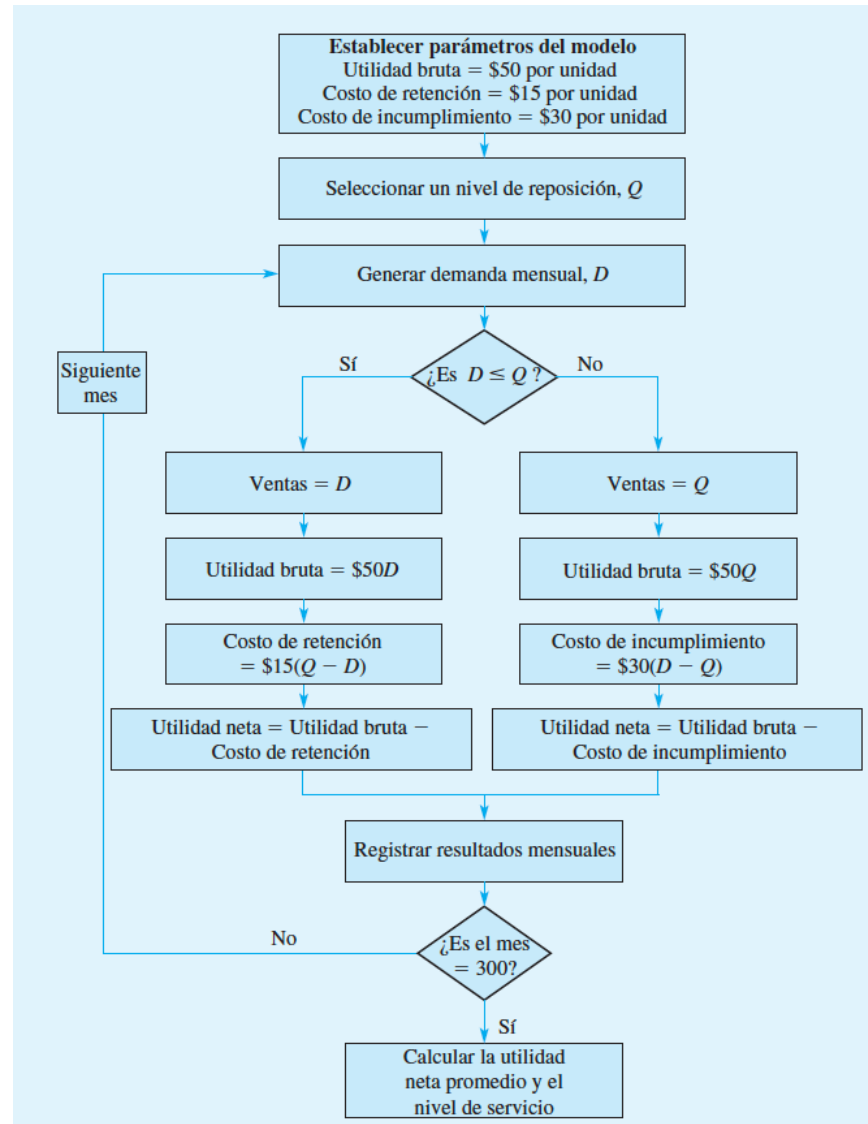 Establecer parámetros del modelo
Utilidad bruta = $50 por unidad
Costo de retención = $15 por unidad
Costo de incumplimiento = $30 por unidad
Seleccionar un nivel de reposición, Q
Generar demanda mensual, D
Siguiente
mes
Sí
¿Es D ≤ Q ?
No
Ventas = D
Ventas = Q
Utilidad bruta = $50D
Utilidad bruta = $50Q
Costo de retención
= $15(Q − D)
Costo de incumplimiento
= $30(D − Q)
Utilidad neta = Utilidad bruta −
Costo de retención
Utilidad neta = Utilidad bruta −
Costo de incumplimiento
Registrar resultados mensuales
No
¿Es el mes
= 300?
Sí
Calcular la utilidad
neta promedio y el
nivel de servicio